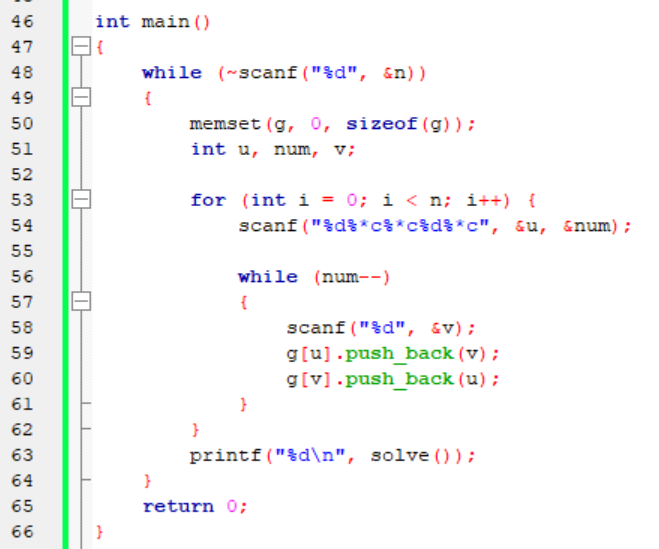 46 int main()
47 {
48     while (~scanf("%d", &n))
49     {
50         memset(g, 0, sizeof(g));
51         int u, num, v;
52
53         for (int i = 0; i < n; i++) {
54             scanf("%d%*c%*c%d%*c", &u, &num);
55
56             while (num--)
57             {
58                 scanf("%d", &v);
59                 g[u].push_back(v);
60                 g[v].push_back(u);
61             }
62         }
63         printf("%d\n", solve());
64     }
65     return 0;
66 }